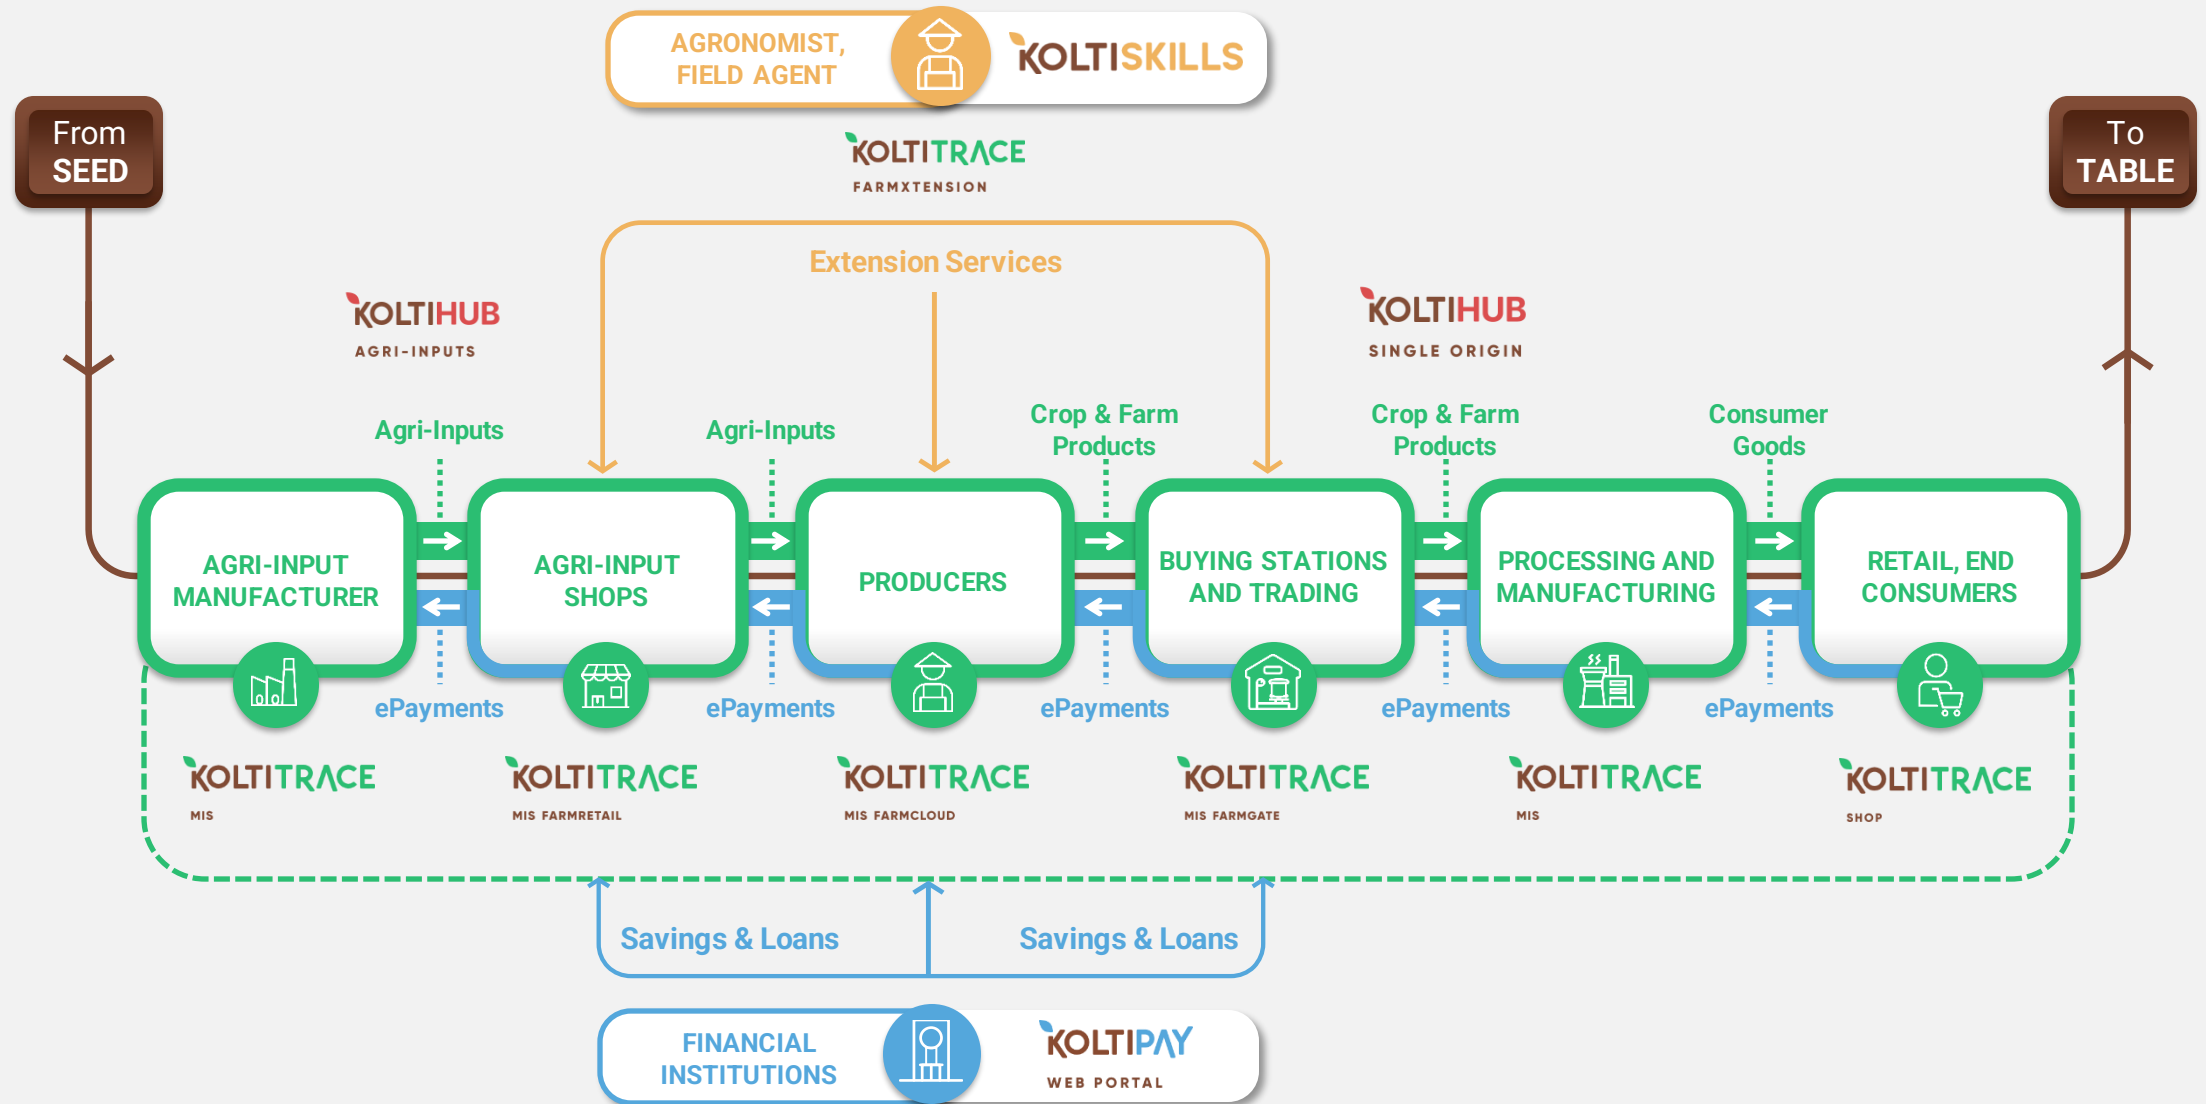 AGRONOMIST,
FIELD AGENT
KOLTISKILLS
From
SEED
To
TABLE
KOLTITRACE
FARMXTENSION
Extension Services
KOLTIHUB
AGRI-INPUTS
KOLTIHUB
SINGLE ORIGIN
Agri-Inputs
Agri-Inputs
Crop & Farm
Products
Crop & Farm
Products
Consumer
Goods
AGRI-INPUT
MANUFACTURER
AGRI-INPUT
SHOPS
PRODUCERS
BUYING STATIONS
AND TRADING
PROCESSING AND
MANUFACTURING
RETAIL, END
CONSUMERS
ePayments
ePayments
ePayments
ePayments
ePayments
KOLTITRACE
MIS
KOLTITRACE
MIS FARMRETAIL
KOLTITRACE
MIS FARMCLOUD
KOLTITRACE
MIS FARMGATE
KOLTITRACE
MIS
KOLTITRACE
SHOP
Savings & Loans
Savings & Loans
FINANCIAL
INSTITUTIONS
KOLTIPAY
WEB PORTAL